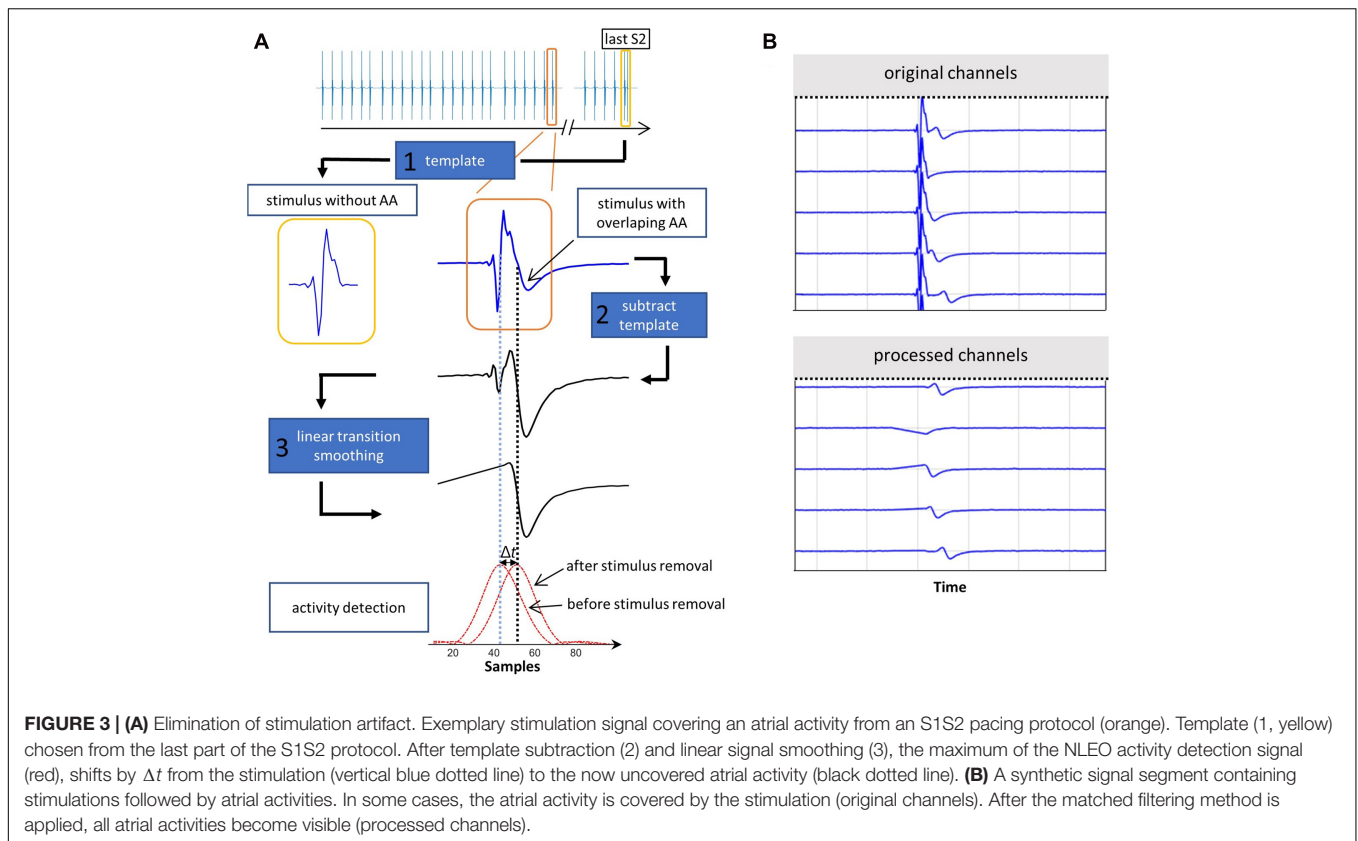 A
last S2
1 template
stimulus without AA
stimulus with
overlaping AA
2 subtract
template
3 linear transition
smoothing
Δt
after stimulus removal
before stimulus removal
activity detection
20 40 60 80
Samples
B
original channels
processed channels
Time
FIGURE 3 | (A) Elimination of stimulation artifact. Exemplary stimulation signal covering an atrial activity from an S1S2 pacing protocol (orange). Template (1, yellow)
chosen from the last part of the S1S2 protocol. After template subtraction (2) and linear signal smoothing (3), the maximum of the NLEO activity detection signal
(red), shifts by Δt from the stimulation (vertical blue dotted line) to the now uncovered atrial activity (black dotted line). (B) A synthetic signal segment containing
stimulations followed by atrial activities. In some cases, the atrial activity is covered by the stimulation (original channels). After the matched filtering method is
applied, all atrial activities become visible (processed channels).